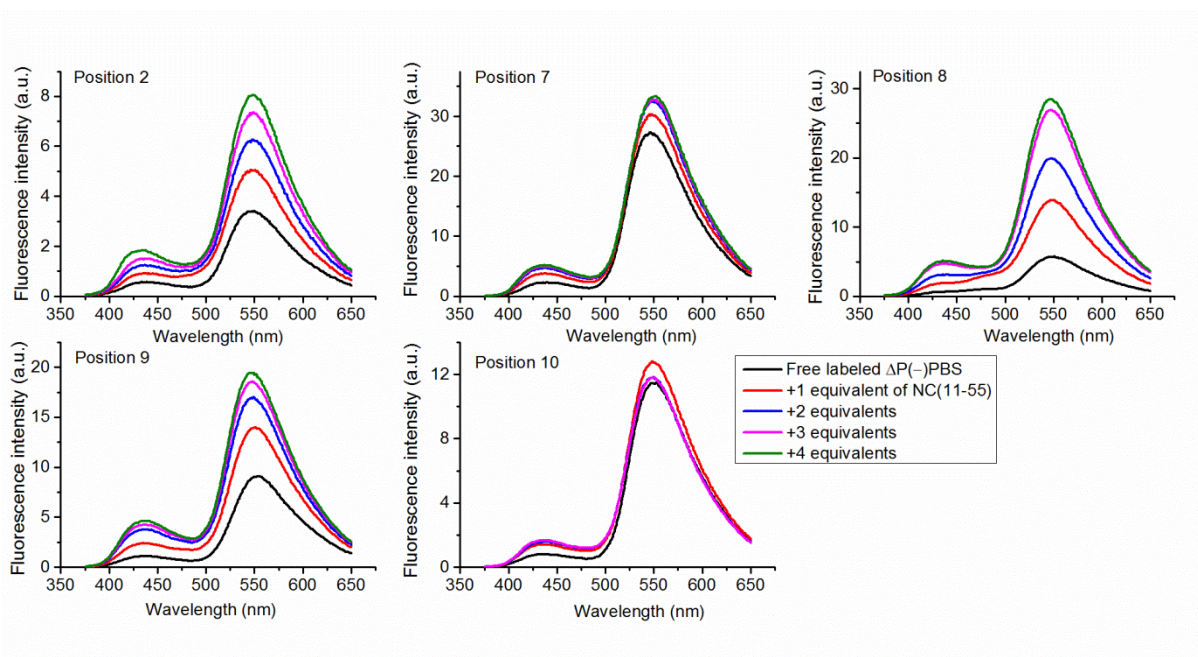 Position 2
Fluorescence intensity (a.u.)
8
6
4
2
0
350 400 450 500 550 600 650
Wavelength (nm)
Position 7
Fluorescence intensity (a.u.)
40
30
20
10
0
350 400 450 500 550 600 650
Wavelength (nm)
Position 8
Fluorescence intensity (a.u.)
30
20
10
0
350 400 450 500 550 600 650
Wavelength (nm)
Position 9
Fluorescence intensity (a.u.)
20
15
10
5
0
350 400 450 500 550 600 650
Wavelength (nm)
Position 10
Fluorescence intensity (a.u.)
12
9
6
3
0
350 400 450 500 550 600 650
Wavelength (nm)
Free labeled ΔP(−)PBS
+1 equivalent of NC(11-55)
+2 equivalents
+3 equivalents
+4 equivalents